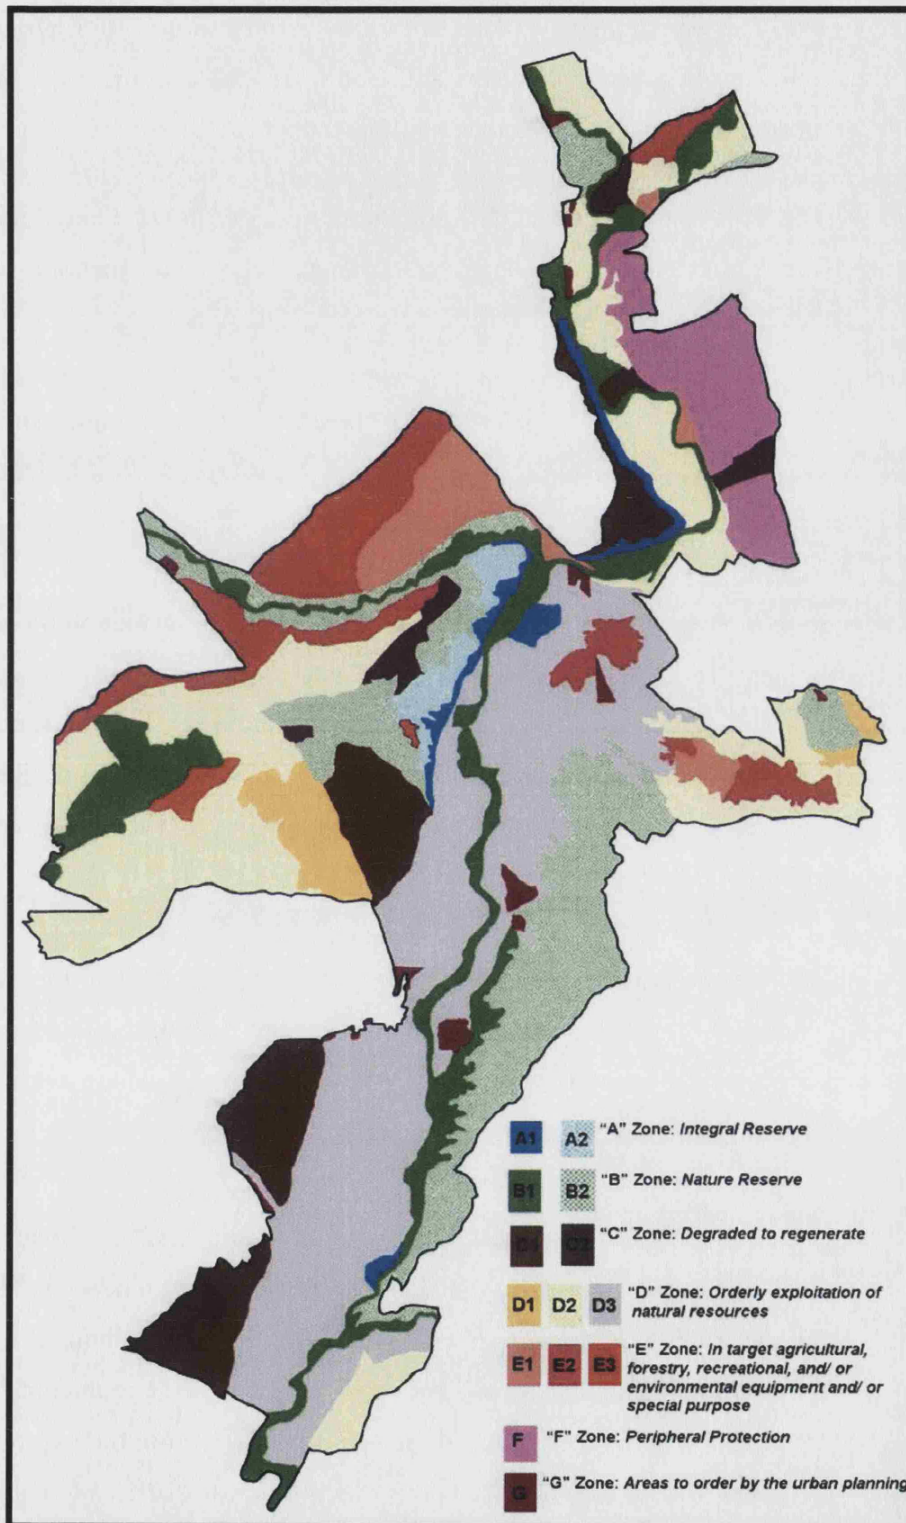 A1 A2 "A" Zone: Integral Reserve
B1 B2 "B" Zone: Nature Reserve
C1 C2 "C" Zone: Degraded to regenerate
D1 D2 D3 "D" Zone: Orderly exploitation of
natural resources
E1 E2 E3 "E" Zone: In target agricultural,
forestry, recreational, and/ or
environmental equipment and/ or
special purpose
F "F" Zone: Peripheral Protection
G "G" Zone: Areas to order by the urban planning